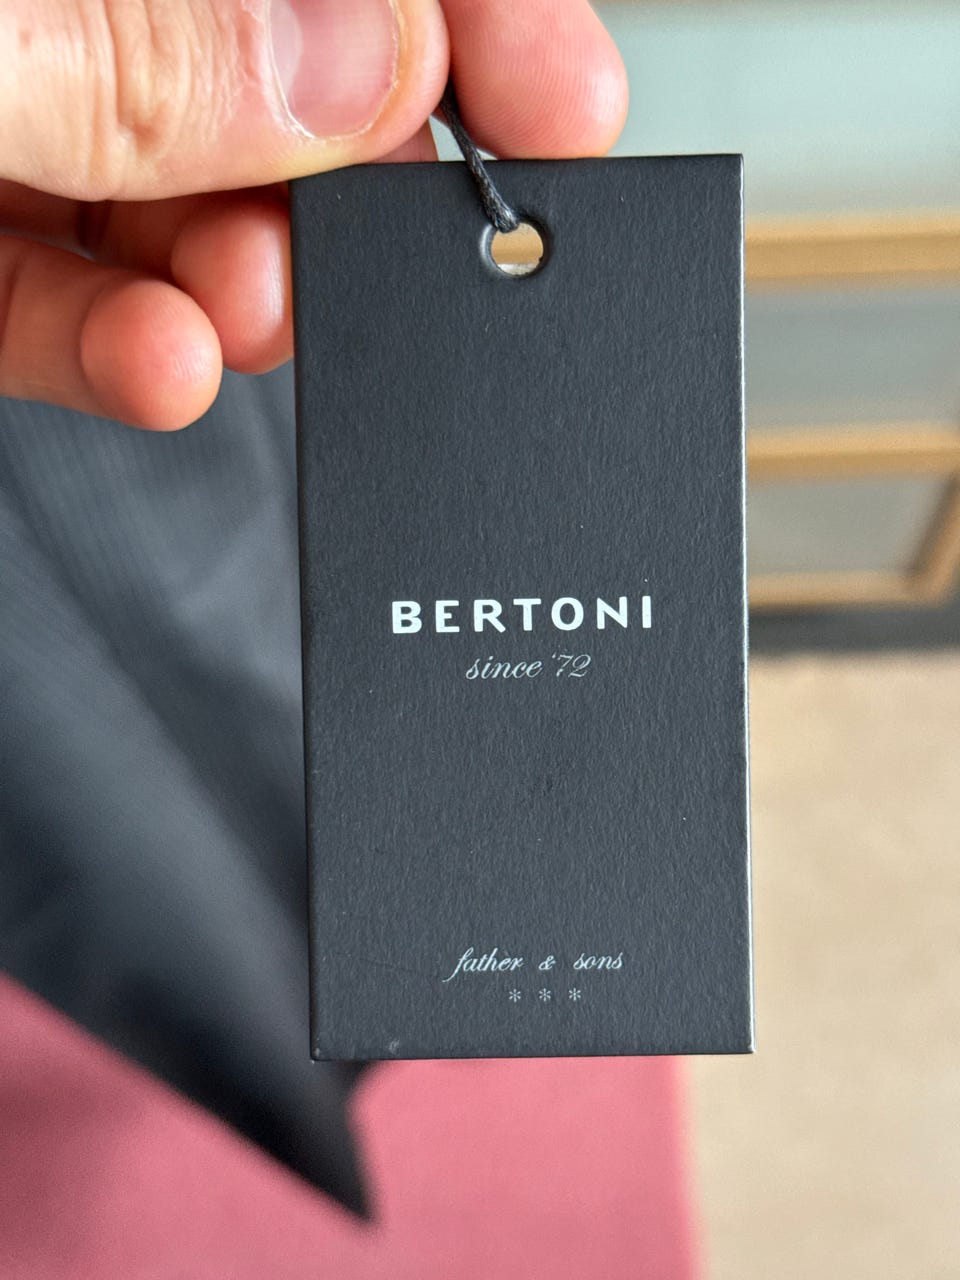 BERTONI
since '72
father & sons
* * *